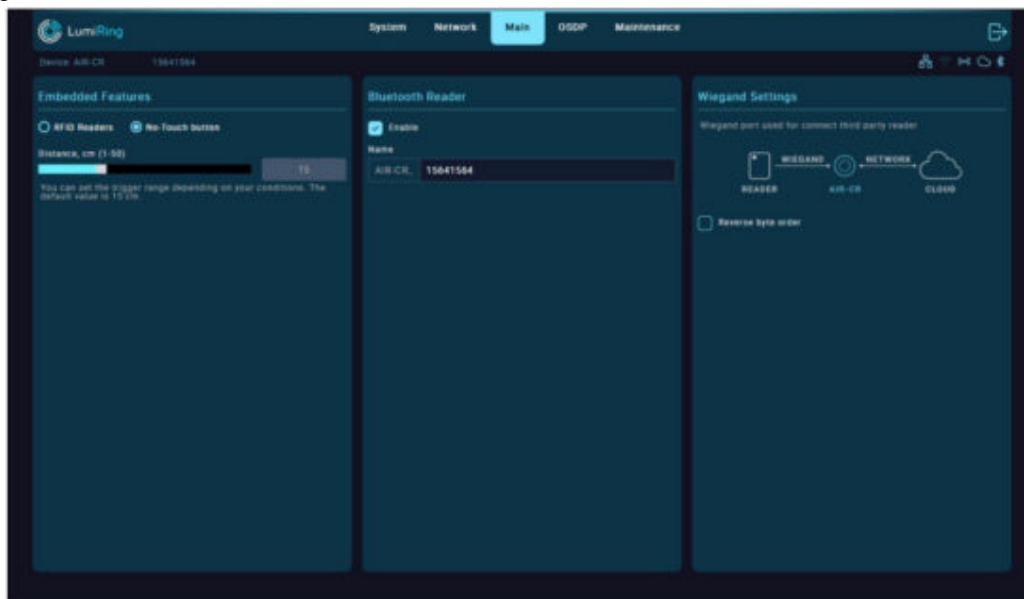 LumiRing
System Network Main OSDP Maintenance
Device: AIR-CR 15641564
Embedded Features
RFID Readers No-Touch button
Distance, cm (1-50)
15
You can set the trigger range depending on your conditions. The
default value is 15 cm.
Bluetooth Reader
Enable
Name
AIR-CR_ 15641564
Wiegand Settings
Wiegand port used for connect third party reader
WIEGAND NETWORK
READER AIR-CR CLOUD
Reverse byte order